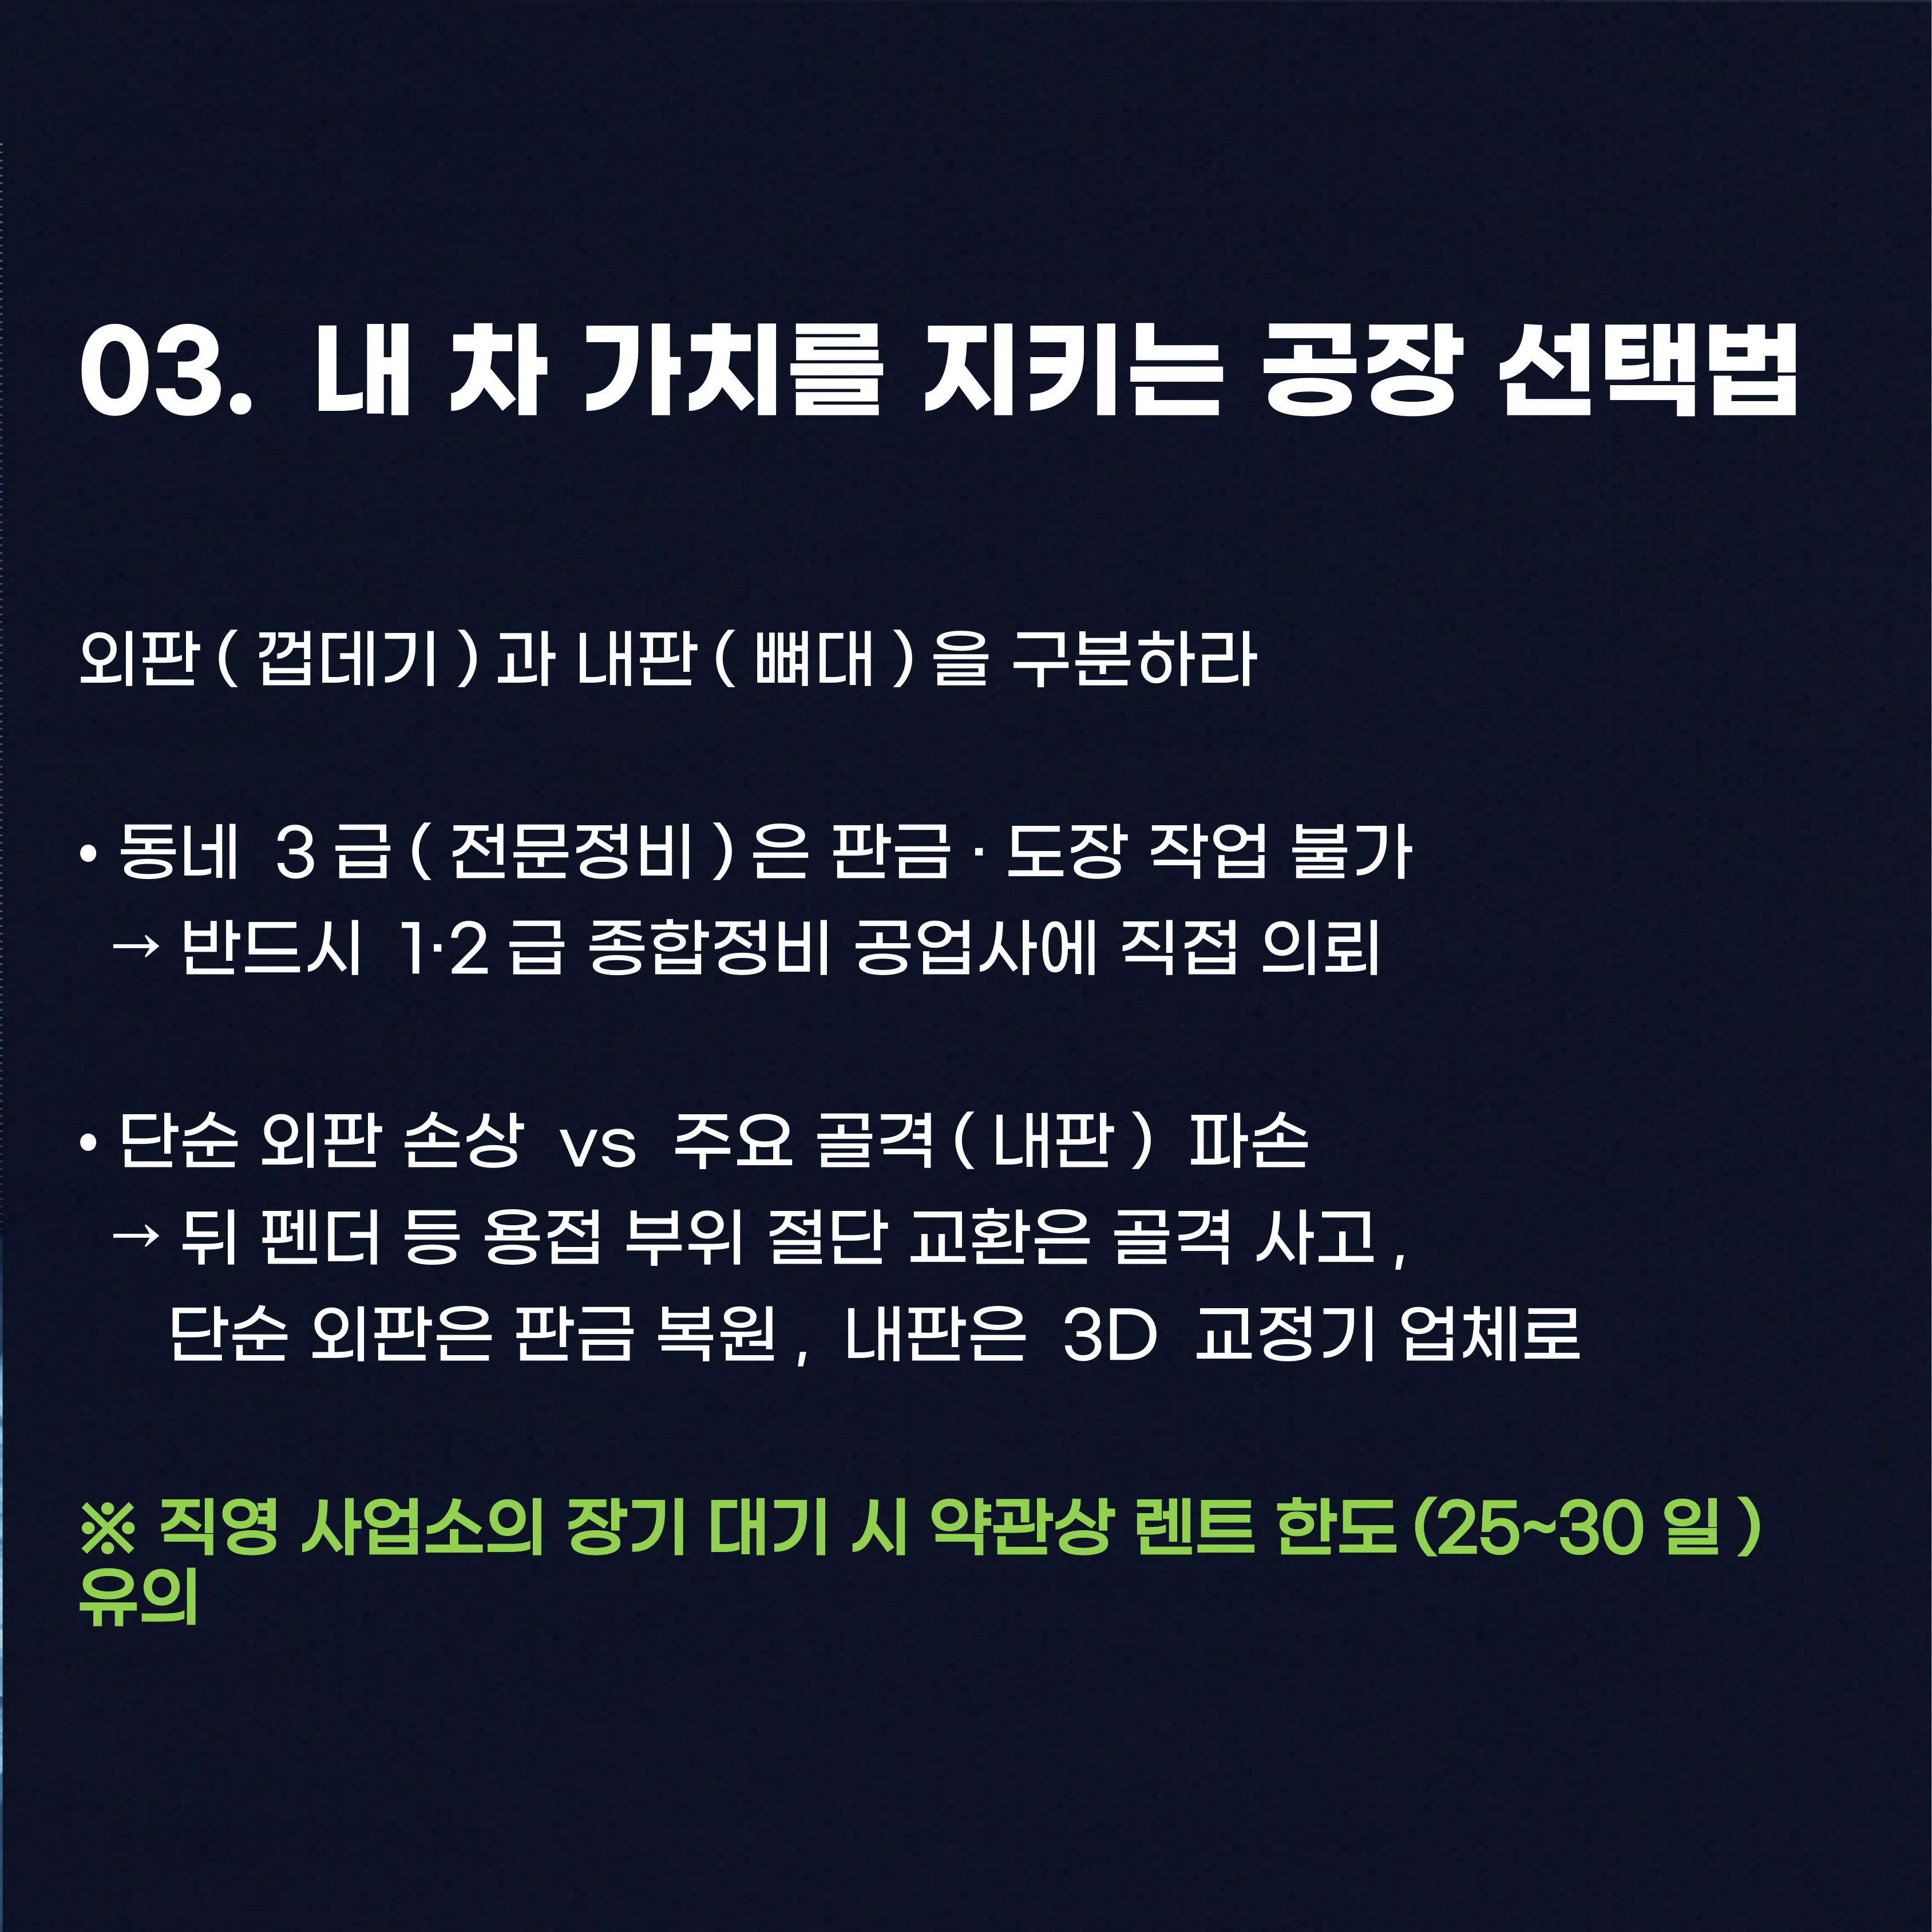 03. 내 차 가치를 지키는 공장 선택법
외판(껍데기)과 내판(뼈대)을 구분하라
• 동네 3급(전문정비)은 판금·도장 작업 불가
→ 반드시 1·2급 종합정비 공업사에 직접 의뢰
• 단순 외판 손상 vs 주요 골격(내판) 파손
→ 뒤 펜더 등 용접 부위 절단 교환은 골격 사고,
단순 외판은 판금 복원, 내판은 3D 교정기 업체로
※ 직영 사업소의 장기 대기 시 약관상 렌트 한도(25~30일)
유의